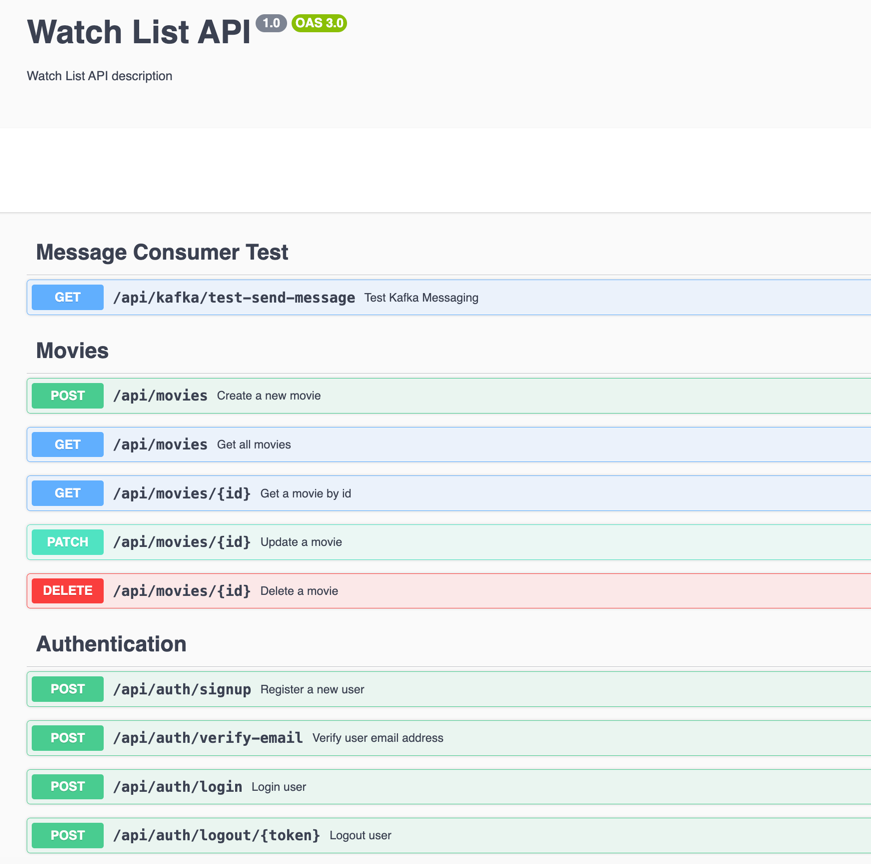 Watch List API 1.0 OAS 3.0
Watch List API description
Message Consumer Test
GET /api/kafka/test-send-message Test Kafka Messaging
Movies
POST /api/movies Create a new movie
GET /api/movies Get all movies
GET /api/movies/{id} Get a movie by id
PATCH /api/movies/{id} Update a movie
DELETE /api/movies/{id} Delete a movie
Authentication
POST /api/auth/signup Register a new user
POST /api/auth/verify-email Verify user email address
POST /api/auth/login Login user
POST /api/auth/logout/{token} Logout user